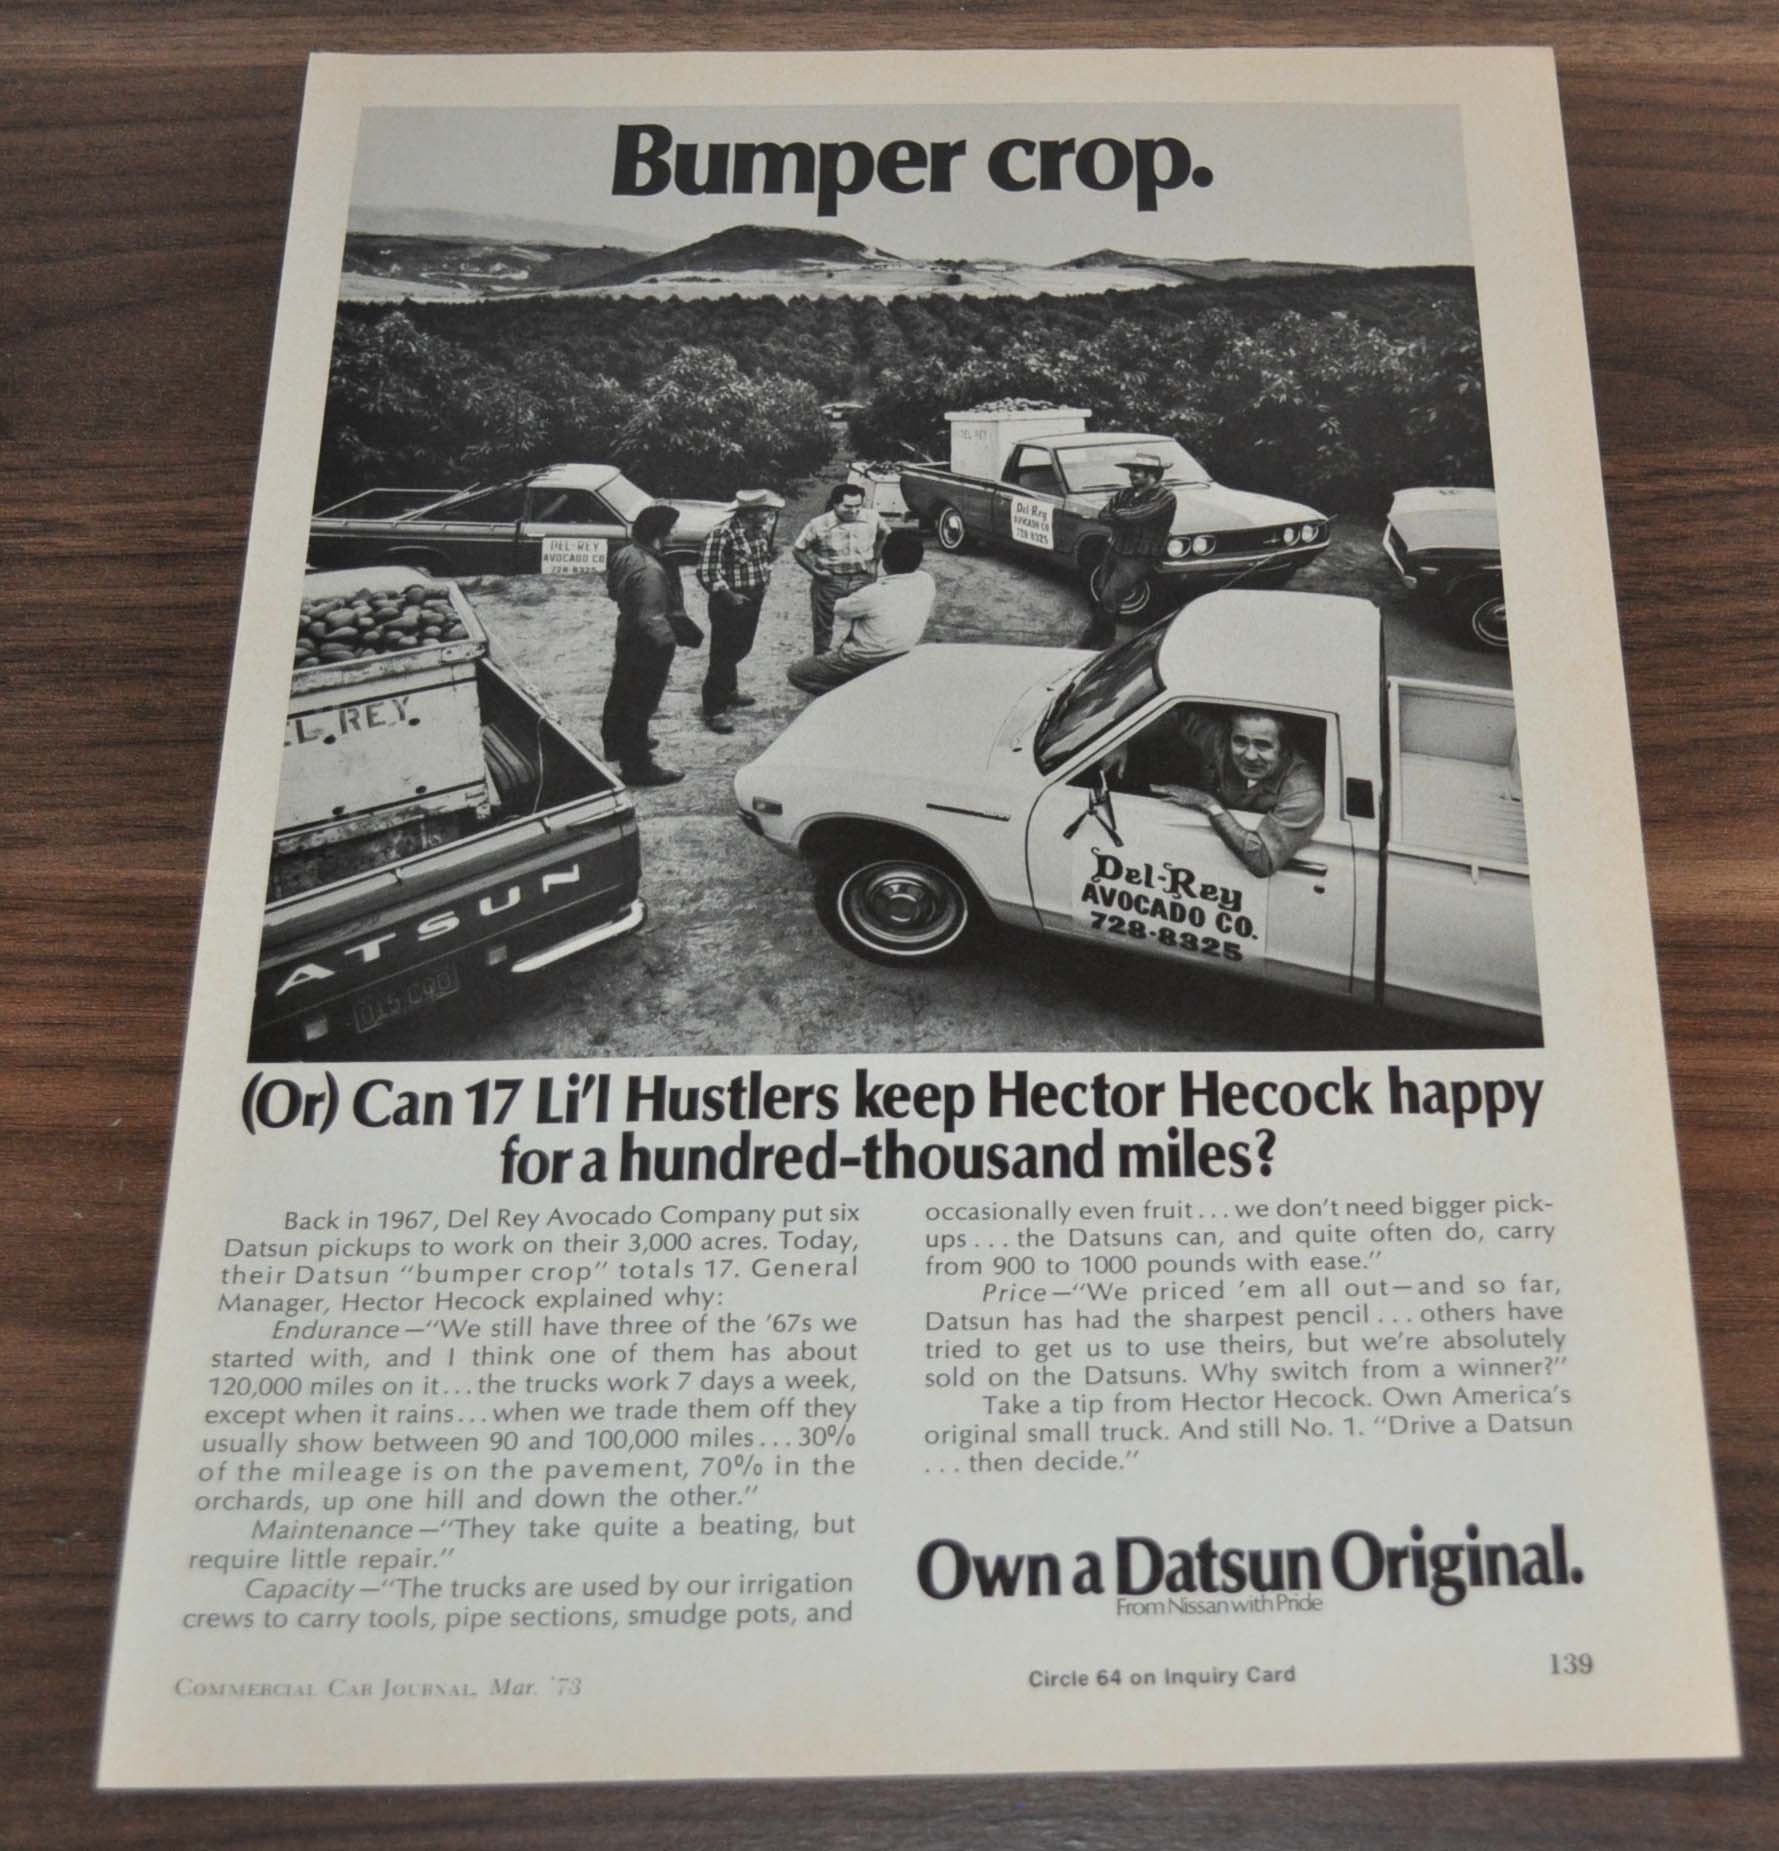 Bumper crop.
DEL REY
DEL-REY
AVOCADO CO
728-8325
Del Rey
AVOCADO CO
728 8325
L REY.
ATSUN
Del-Rey
AVOCADO CO.
728-8325
(Or) Can 17 Li'l Hustlers keep Hector Hecock happy
for a hundred-thousand miles?
Back in 1967, Del Rey Avocado Company put six
Datsun pickups to work on their 3,000 acres. Today,
their Datsun "bumper crop" totals 17. General
Manager, Hector Hecock explained why:
Endurance—"We still have three of the '67s we
started with, and I think one of them has about
120,000 miles on it...the trucks work 7 days a week,
except when it rains...when we trade them off they
usually show between 90 and 100,000 miles...30%
of the mileage is on the pavement, 70% in the
orchards, up one hill and down the other."
Maintenance—"They take quite a beating, but
require little repair."
Capacity—"The trucks are used by our irrigation
crews to carry tools, pipe sections, smudge pots, and
occasionally even fruit...we don't need bigger pick-
ups...the Datsuns can, and quite often do, carry
from 900 to 1000 pounds with ease."
Price—"We priced 'em all out—and so far,
Datsun has had the sharpest pencil...others have
tried to get us to use theirs, but we're absolutely
sold on the Datsuns. Why switch from a winner?"
Take a tip from Hector Hecock. Own America's
original small truck. And still No. 1. "Drive a Datsun
...then decide."
Own a Datsun Original.
From Nissan with Pride
COMMERCIAL CAR JOURNAL, Mar. '73
Circle 64 on Inquiry Card
139